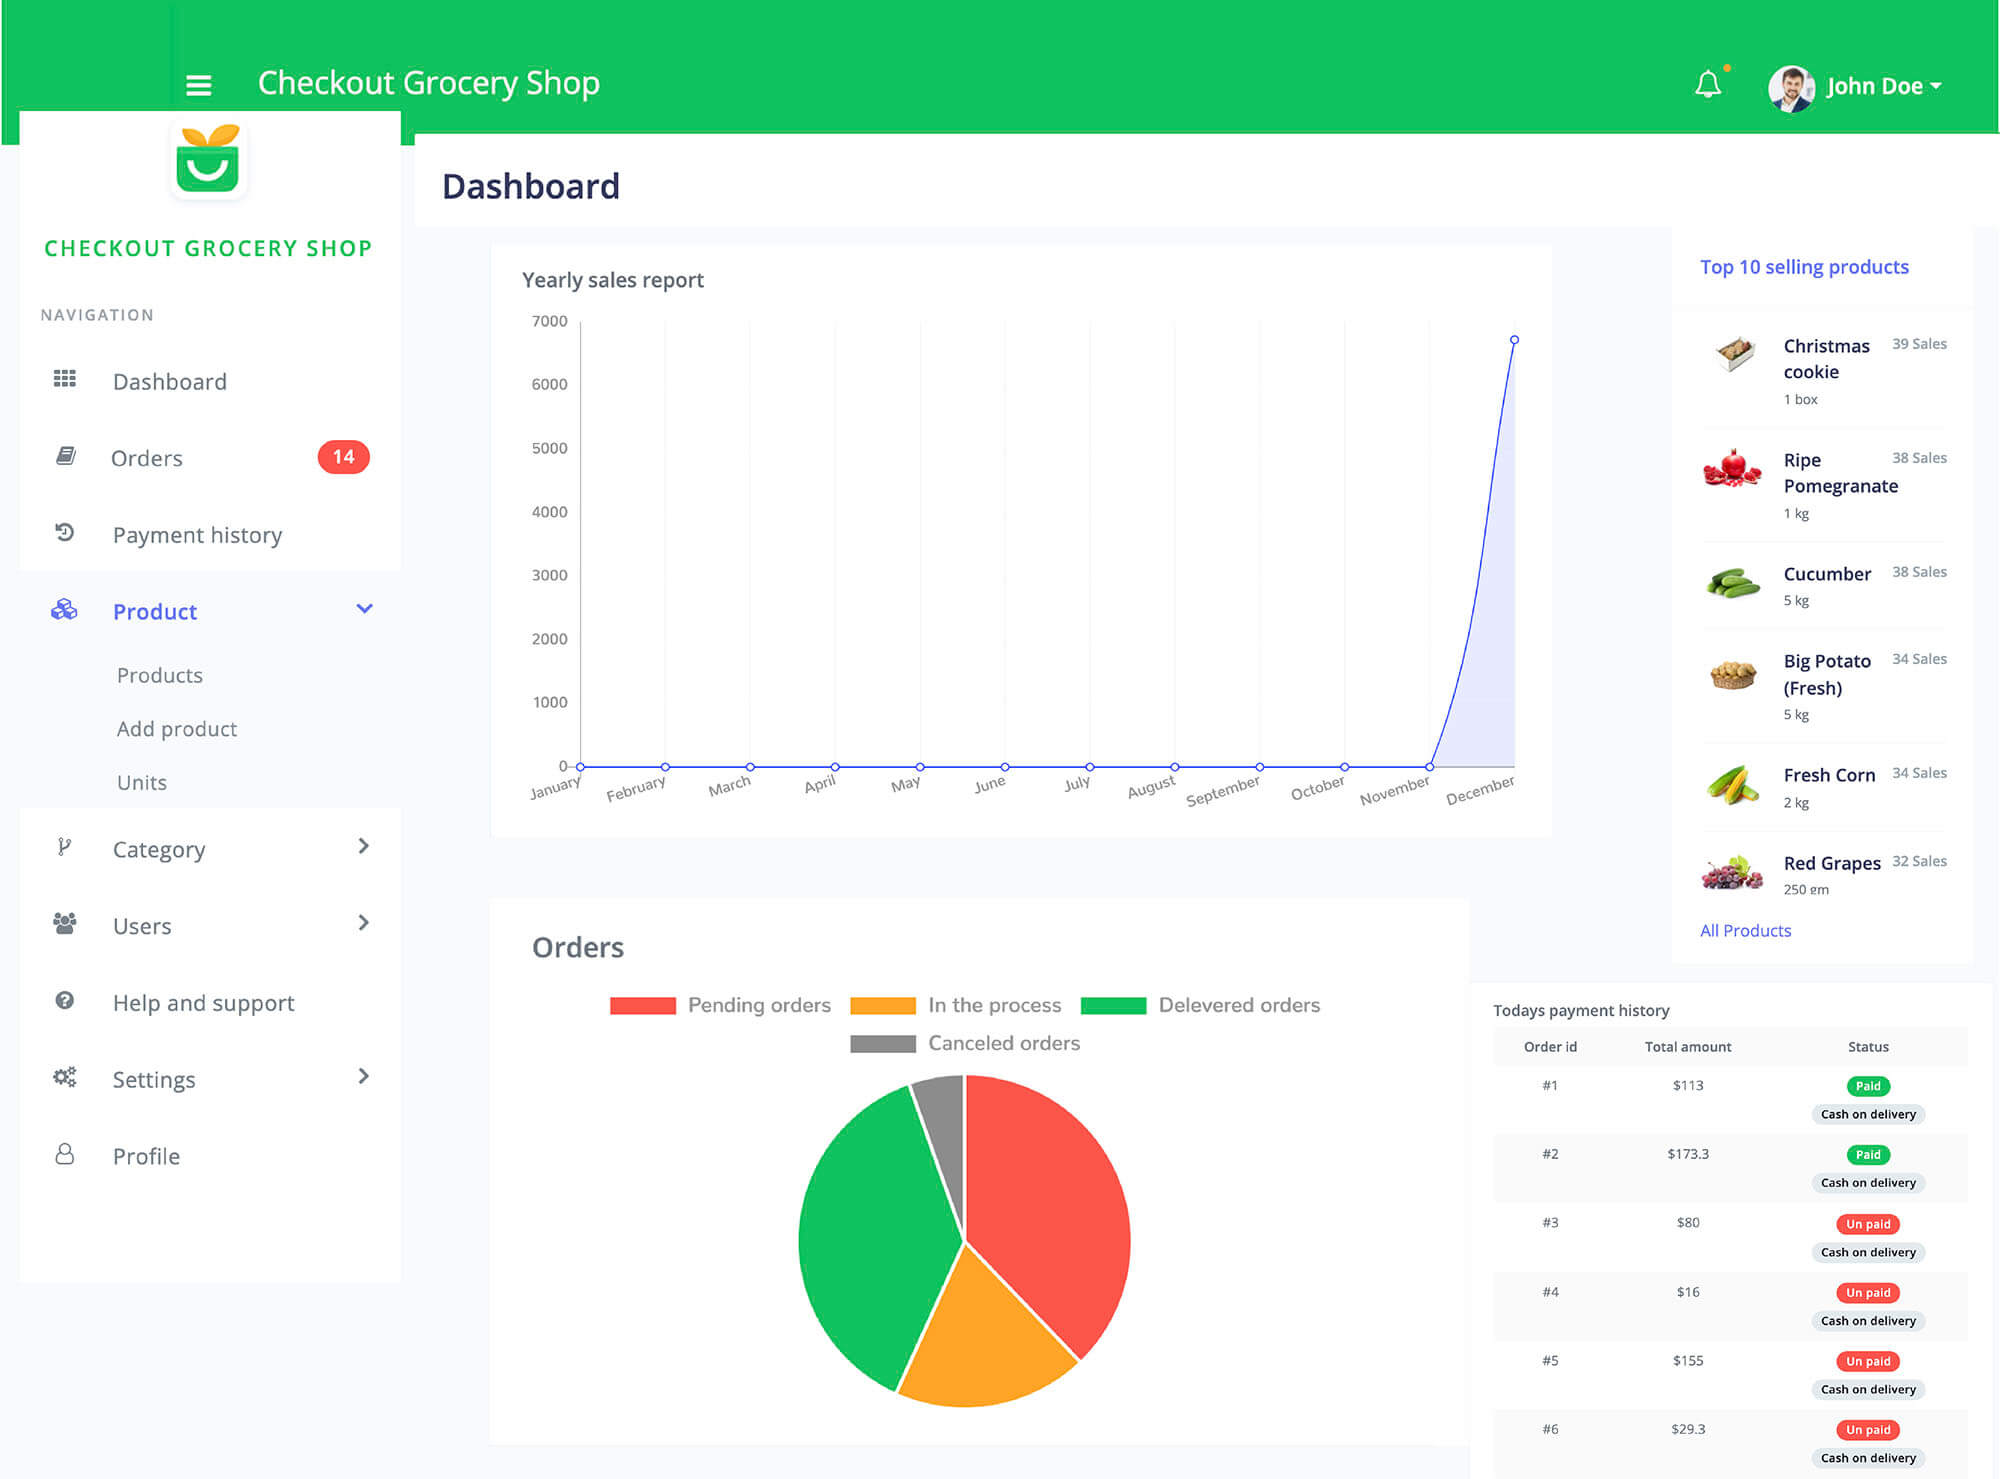 Checkout Grocery Shop
John Doe
CHECKOUT GROCERY SHOP
NAVIGATION
Dashboard
Orders 14
Payment history
Product
Products
Add product
Units
Category
Users
Help and support
Settings
Profile
Dashboard
Yearly sales report
7000
6000
5000
4000
3000
2000
1000
0
January February March April May June July August September October November December
Top 10 selling products
Christmas 39 Sales
cookie
1 box
Ripe 38 Sales
Pomegranate
1 kg
Cucumber 38 Sales
5 kg
Big Potato 34 Sales
(Fresh)
5 kg
Fresh Corn 34 Sales
2 kg
Red Grapes 32 Sales
250 gm
All Products
Orders
Pending orders In the process Delevered orders
Canceled orders
Todays payment history
Order id Total amount Status
#1 $113 Paid
Cash on delivery
#2 $173.3 Paid
Cash on delivery
#3 $80 Un paid
Cash on delivery
#4 $16 Un paid
Cash on delivery
#5 $155 Un paid
Cash on delivery
#6 $29.3 Un paid
Cash on delivery